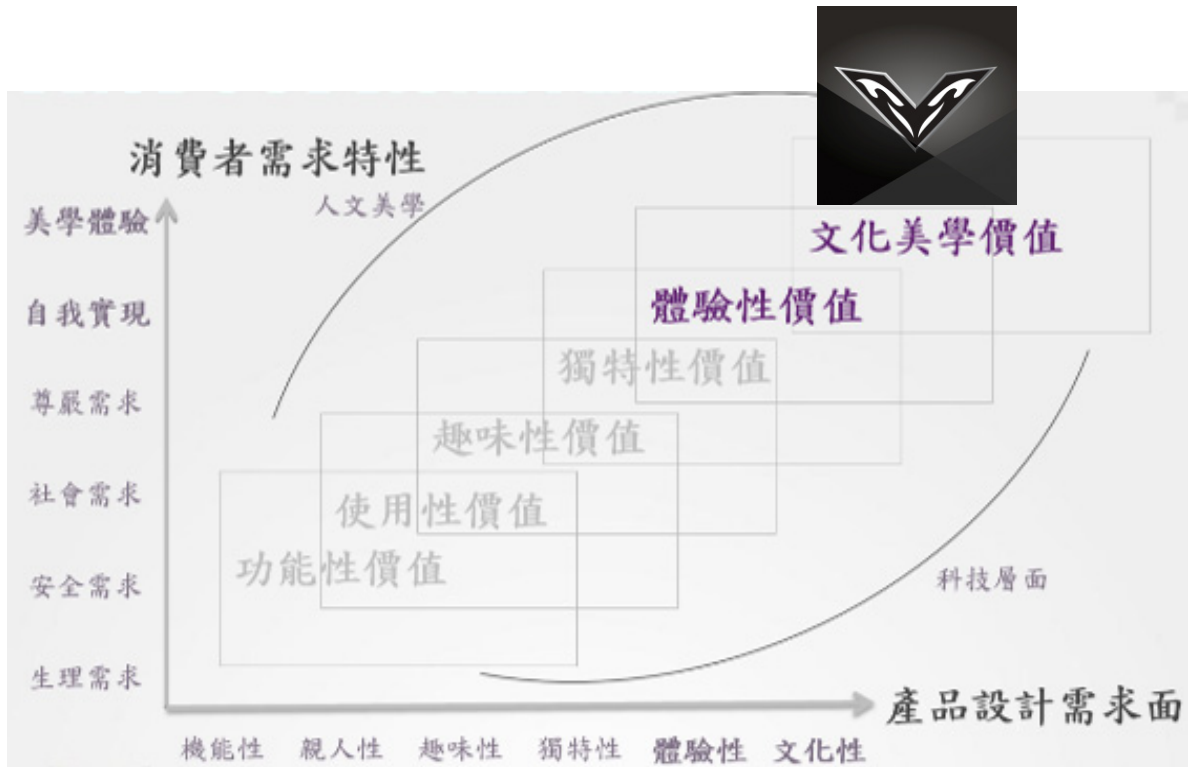 消費者需求特性
人文美學
美學體驗
文化美學價值
自我實現
體驗性價值
獨特性價值
尊嚴需求
趣味性價值
社會需求
使用性價值
功能性價值
安全需求
科技層面
生理需求
產品設計需求面
機能性 親人性 趣味性 獨特性 體驗性 文化性